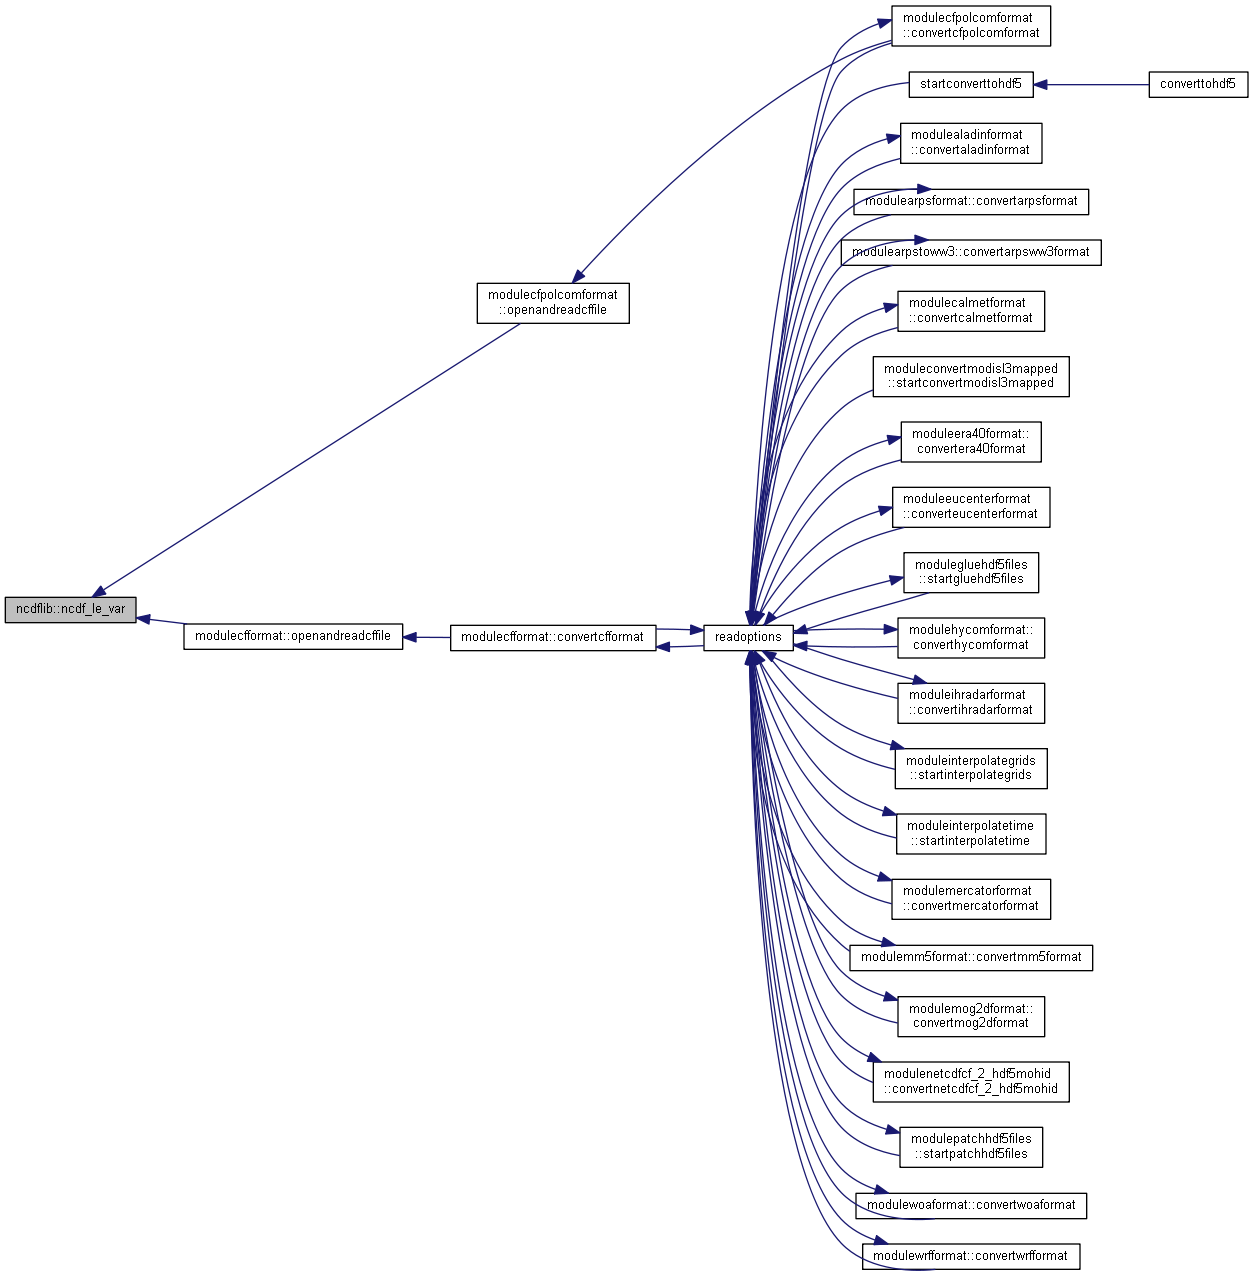 modulecfpolcomformat
::convertcfpolcomformat
startconverttohdf5
converttohdf5
modulealadinformat
::convertaladinformat
modulearpsformat::convertarpsformat
modulearpstoww3::convertarpsww3format
modulecfpolcomformat
::openandreadcffile
modulecalmetformat
::convertcalmetformat
moduleconvertmodisl3mapped
::startconvertmodisl3mapped
moduleera40format::
convertera40format
moduleeucenterformat
::converteucenterformat
modulegluehdf5files
::startgluehdf5files
ncdflib::ncdf_le_var
modulecfformat::openandreadcffile
modulecfformat::convertcfformat
readoptions
modulehycomformat::
converthycomformat
moduleihradarformat
::convertihradarformat
moduleinterpolategrids
::startinterpolategrids
moduleinterpolatetime
::startinterpolatetime
modulemercatorformat
::convertmercatorformat
modulemm5format::convertmm5format
modulemog2dformat::
convertmog2dformat
modulenetcdfcf_2_hdf5mohid
::convertnetcdfcf_2_hdf5mohid
modulepatchhdf5files
::startpatchhdf5files
modulewoaformat::convertwoaformat
modulewrfformat::convertwrfformat